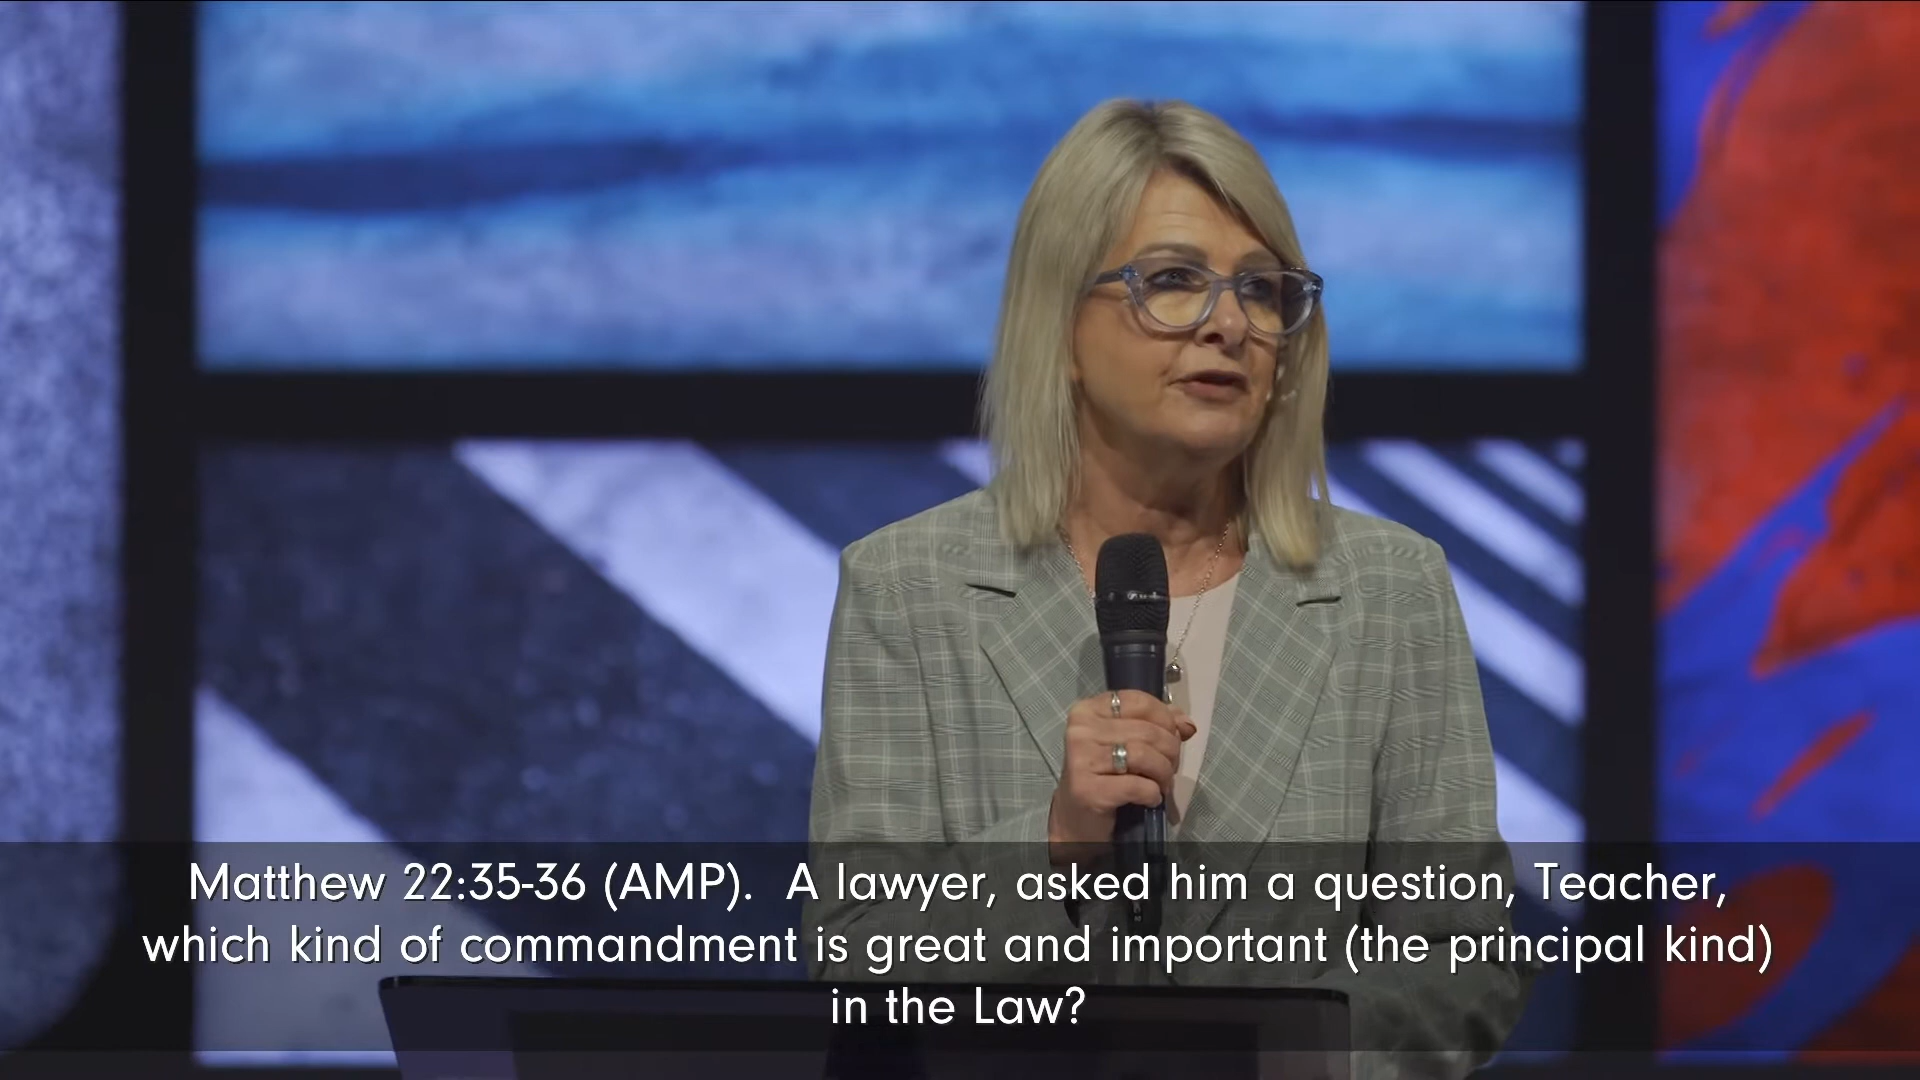 Matthew 22:35-36 (AMP).  A lawyer, asked him a question, Teacher,
which kind of commandment is great and important (the principal kind)
in the Law?